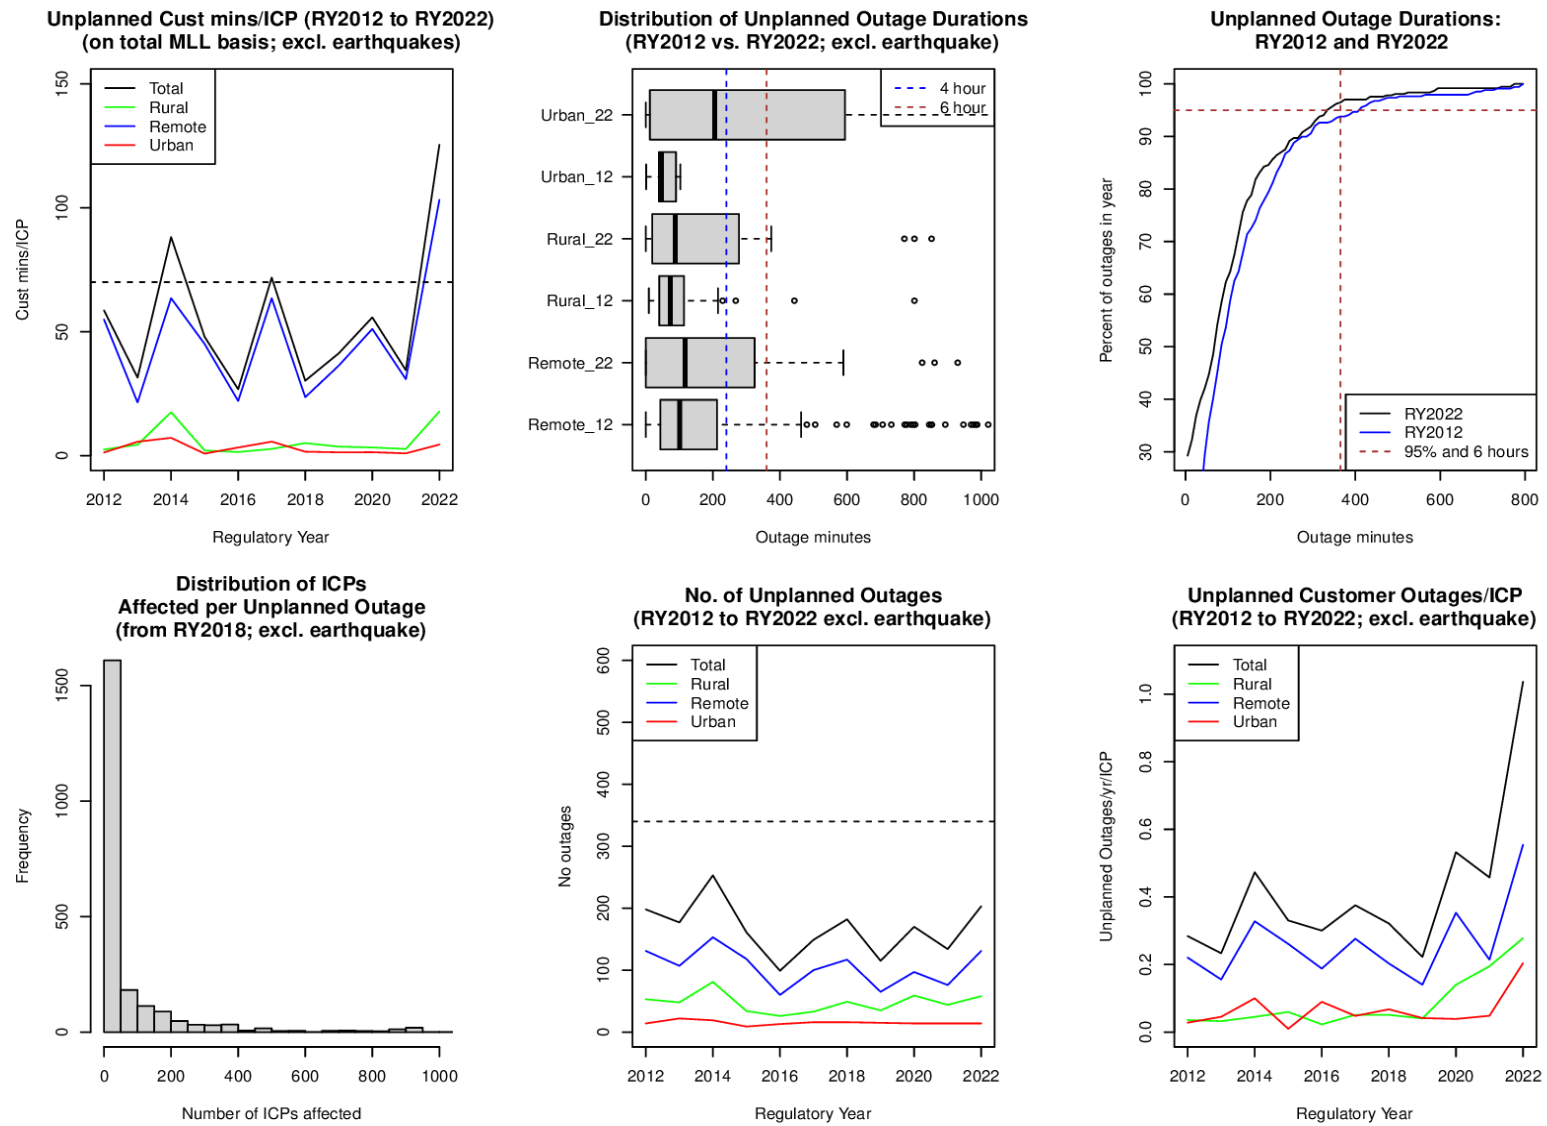 Unplanned Cust mins/ICP (RY2012 to RY2022)
(on total MLL basis; excl. earthquakes)
Cust mins/ICP
150
100
50
0
Total
Rural
Remote
Urban
2012 2014 2016 2018 2020 2022
Regulatory Year
Distribution of Unplanned Outage Durations
(RY2012 vs. RY2022; excl. earthquake)
4 hour
6 hour
Urban_22
Urban_12
Rural_22
Rural_12
Remote_22
Remote_12
0 200 400 600 800 1000
Outage minutes
Unplanned Outage Durations:
RY2012 and RY2022
Percent of outages in year
100
90
80
70
60
50
40
30
RY2022
RY2012
95% and 6 hours
0 200 400 600 800
Outage minutes
Distribution of ICPs
Affected per Unplanned Outage
(from RY2018; excl. earthquake)
Frequency
1500
1000
500
0
0 200 400 600 800 1000
Number of ICPs affected
No. of Unplanned Outages
(RY2012 to RY2022 excl. earthquake)
No outages
600
500
400
300
200
100
0
Total
Rural
Remote
Urban
2012 2014 2016 2018 2020 2022
Regulatory Year
Unplanned Customer Outages/ICP
(RY2012 to RY2022; excl. earthquake)
Unplanned Outages/yr/ICP
1.0
0.8
0.6
0.4
0.2
0.0
Total
Rural
Remote
Urban
2012 2014 2016 2018 2020 2022
Regulatory Year